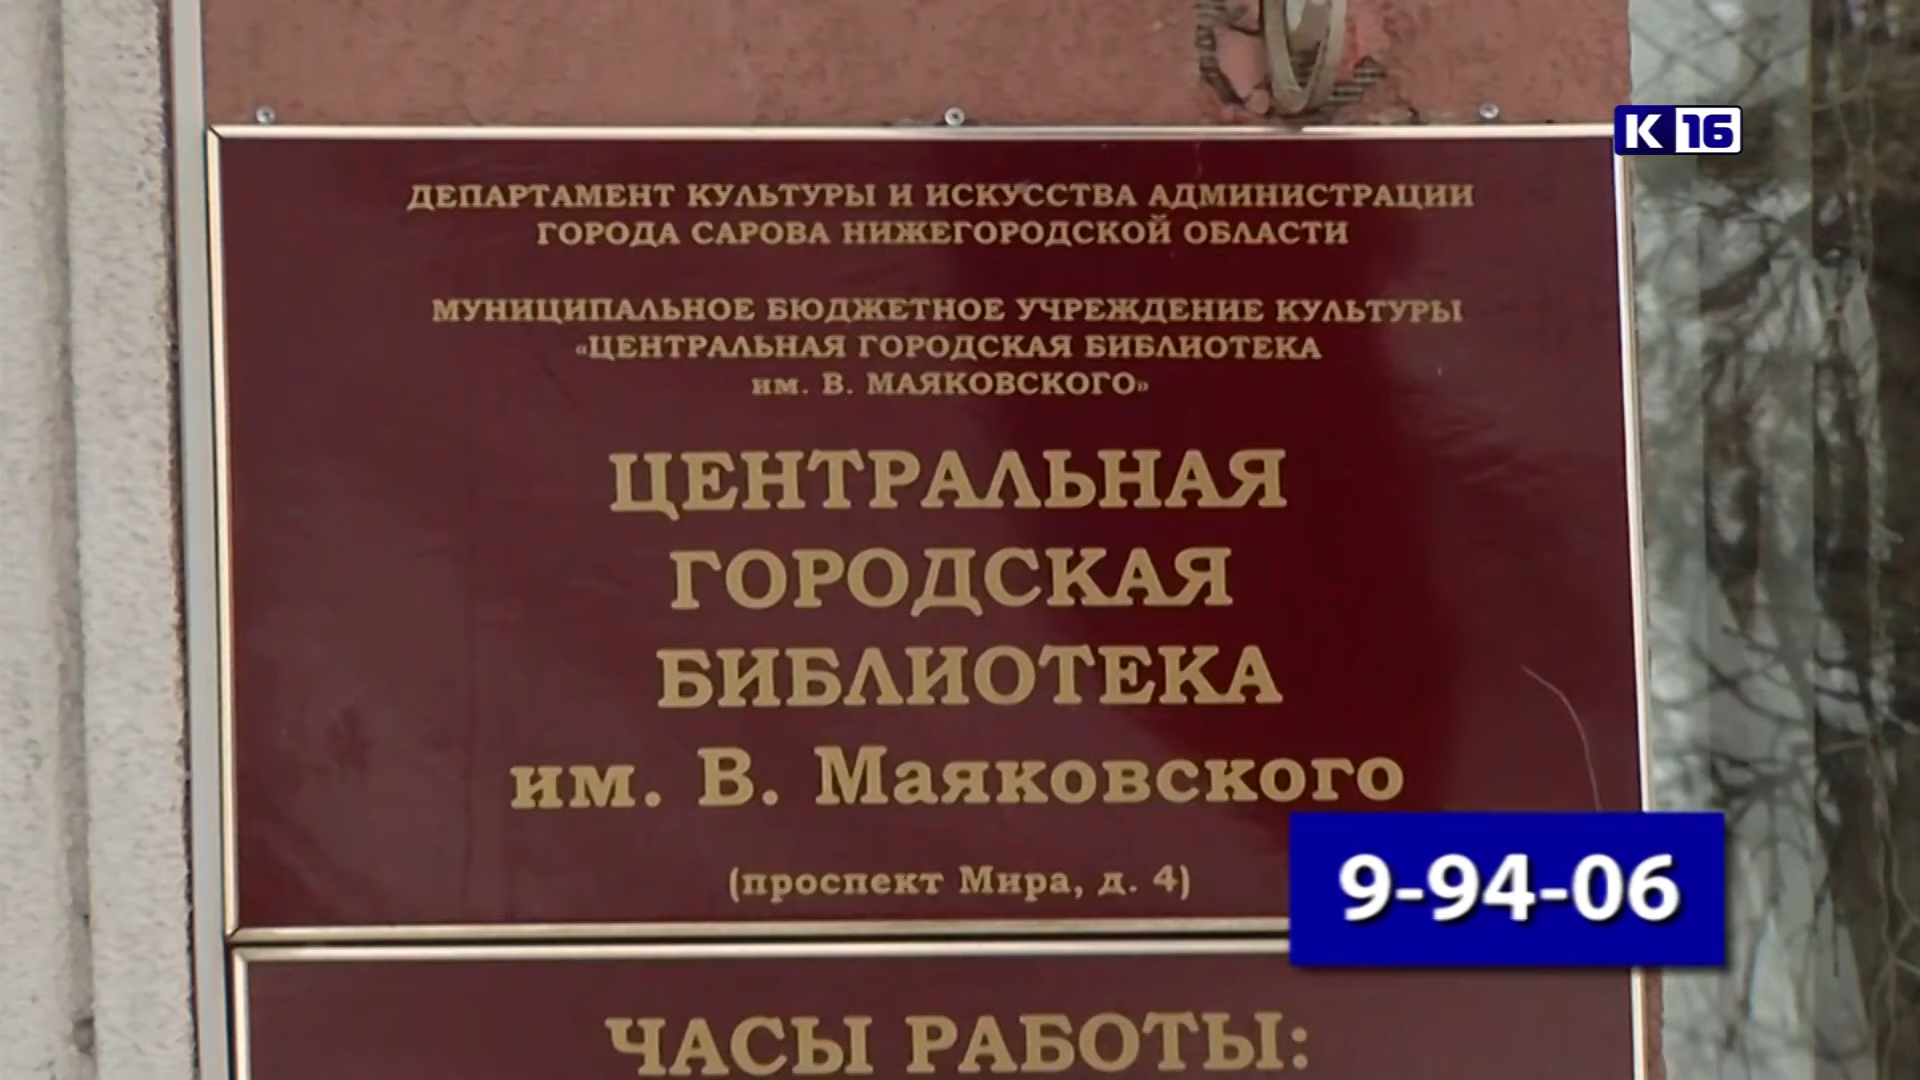 К 16
ДЕПАРТАМЕНТ КУЛЬТУРЫ И ИСКУССТВА АДМИНИСТРАЦИИ
ГОРОДА САРОВА НИЖЕГОРОДСКОЙ ОБЛАСТИ
МУНИЦИПАЛЬНОЕ БЮДЖЕТНОЕ УЧРЕЖДЕНИЕ КУЛЬТУРЫ
«ЦЕНТРАЛЬНАЯ ГОРОДСКАЯ БИБЛИОТЕКА
им. В. МАЯКОВСКОГО»
ЦЕНТРАЛЬНАЯ
ГОРОДСКАЯ
БИБЛИОТЕКА
им. В. Маяковского
(проспект Мира, д. 4)
9-94-06
ЧАСЫ РАБОТЫ: